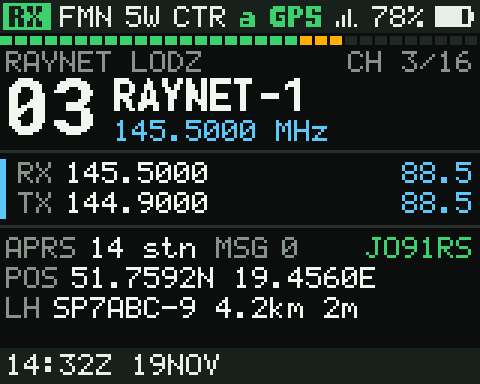 RX FMN 5W CTR a GPS 78%
RAYNET LODZ CH 3/16
03 RAYNET-1
145.5000 MHz
RX 145.5000 88.5
TX 144.9000 88.5
APRS 14 stn MSG 0 JO91RS
POS 51.7592N 19.4560E
LH SP7ABC-9 4.2km 2m
14:32Z 19NOV